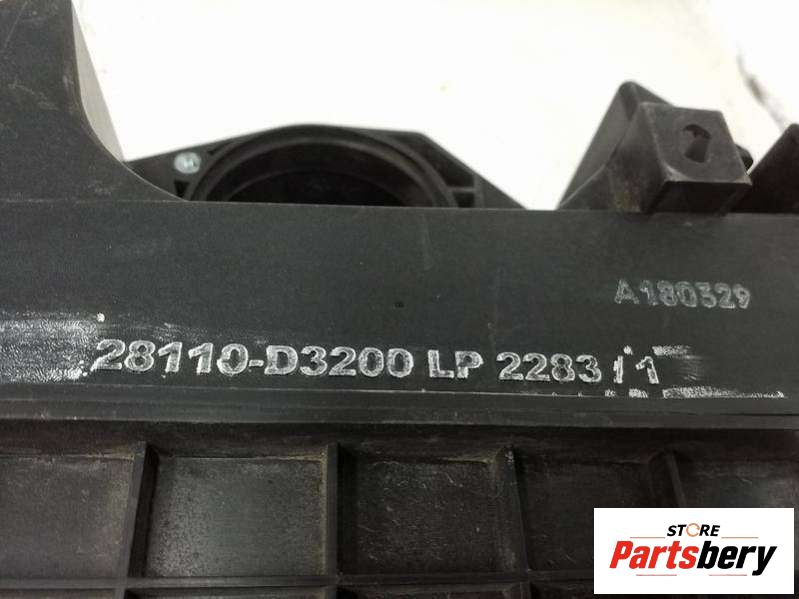 A180329
28110-D3200 LP 2283 / 1
STORE
Partsbery